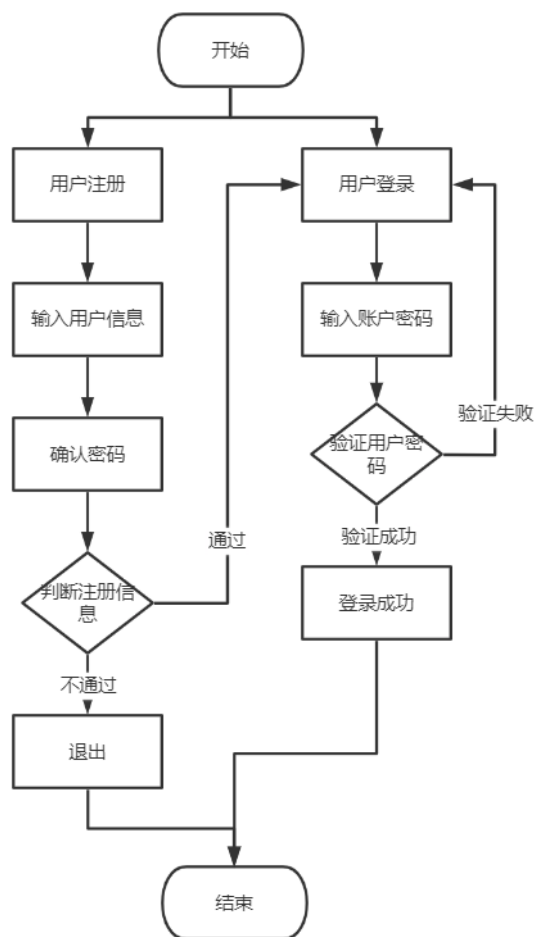 开始
用户注册
用户登录
输入用户信息
输入账户密码
验证失败
确认密码
验证用户密
码
通过
验证成功
判断注册信
息
登录成功
不通过
退出
结束